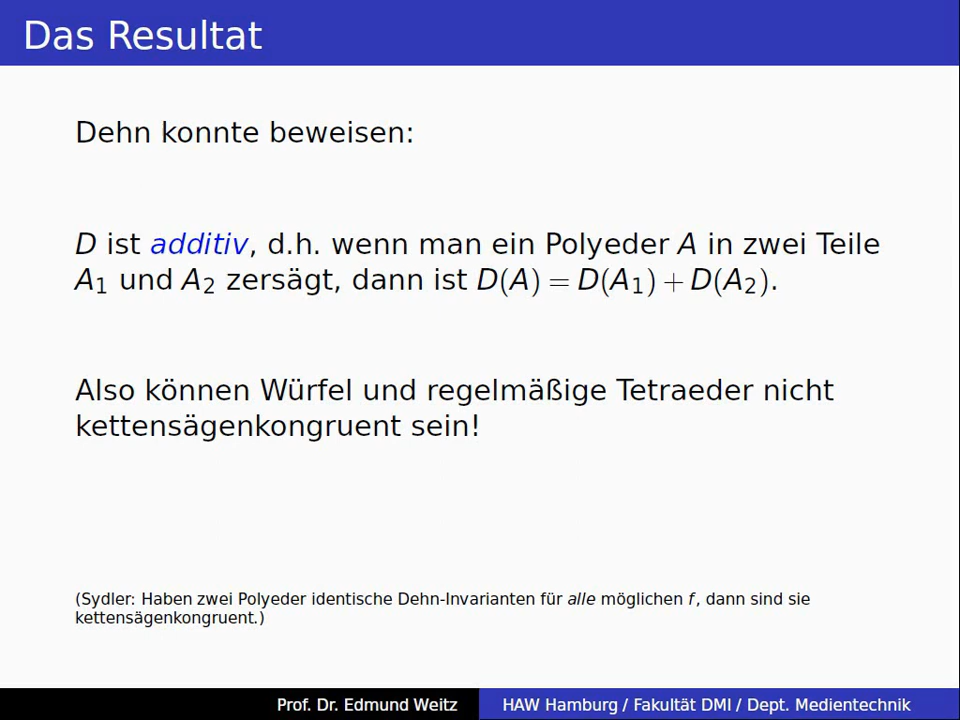 Das Resultat
Dehn konnte beweisen:
D ist additiv, d.h. wenn man ein Polyeder A in zwei Teile
A₁ und A₂ zersägt, dann ist D(A) = D(A₁) + D(A₂).
Also können Würfel und regelmäßige Tetraeder nicht
kettensägenkongruent sein!
(Sydler: Haben zwei Polyeder identische Dehn-Invarianten für alle möglichen f, dann sind sie
kettensägenkongruent.)
Prof. Dr. Edmund Weitz HAW Hamburg / Fakultät DMI / Dept. Medientechnik